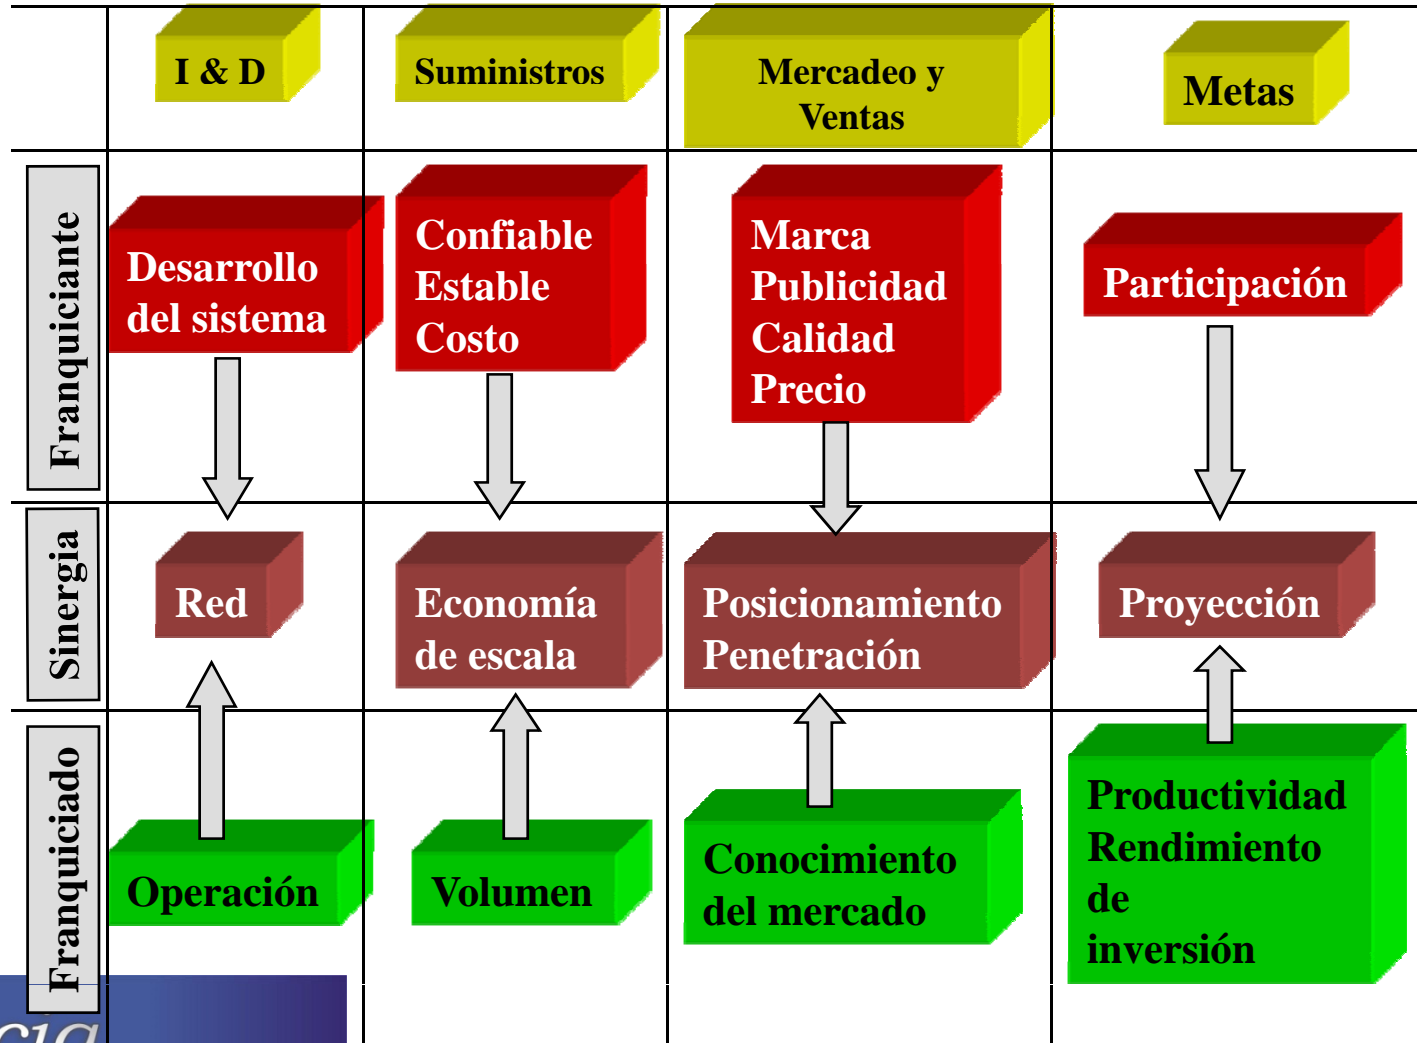 I & D
Suministros
Mercadeo y
Ventas
Metas
Franquiciante
Desarrollo
del sistema
Confiable
Estable
Costo
Marca
Publicidad
Calidad
Precio
Participación
Sinergia
Red
Economía
de escala
Posicionamiento
Penetración
Proyección
Franquiciado
Operación
Volumen
Conocimiento
del mercado
Productividad
Rendimiento
de
inversión